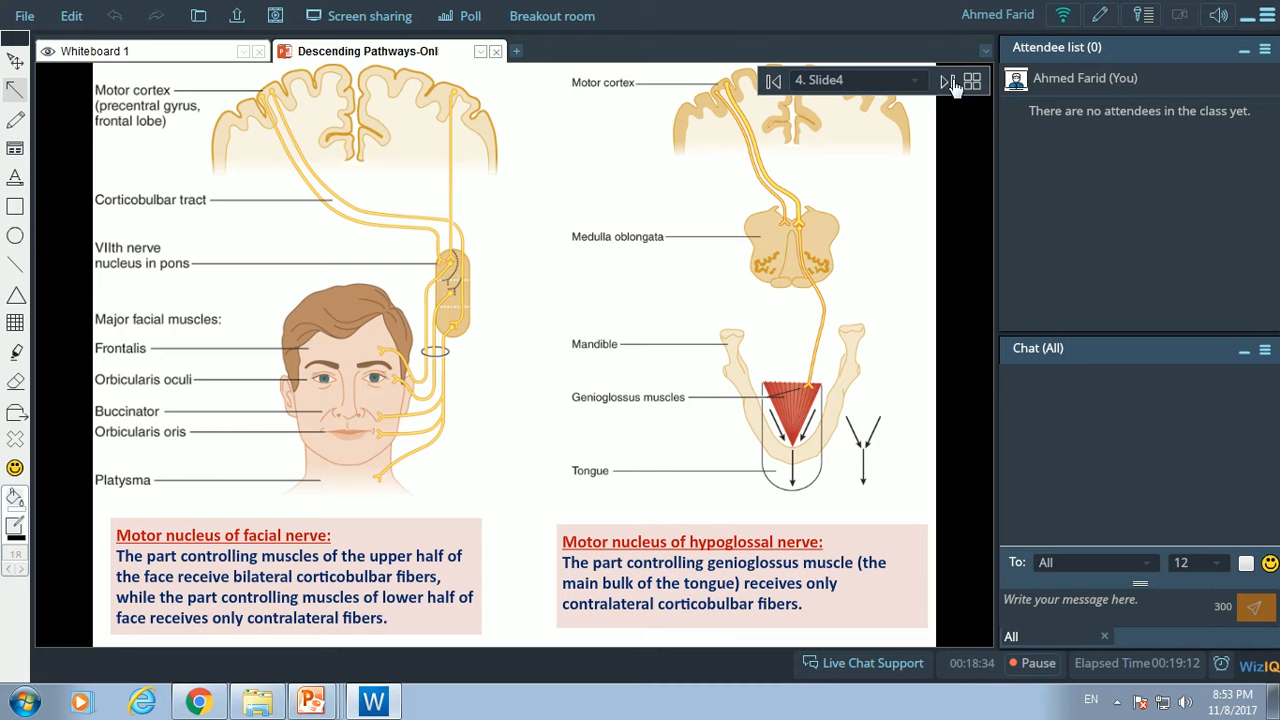 File
Edit
Screen sharing
Poll
Breakout room
Ahmed Farid
Whiteboard 1
Descending Pathways-Onl
Attendee list (0)
Ahmed Farid (You)
There are no attendees in the class yet.
4. Slide4
Motor cortex
(precentral gyrus,
frontal lobe)
Corticobulbar tract
VIIth nerve
nucleus in pons
Major facial muscles:
Frontalis
Orbicularis oculi
Buccinator
Orbicularis oris
Platysma
Motor cortex
Medulla oblongata
Mandible
Genioglossus muscles
Tongue
Motor nucleus of facial nerve:
The part controlling muscles of the upper half of
the face receive bilateral corticobulbar fibers,
while the part controlling muscles of lower half of
face receives only contralateral fibers.
Motor nucleus of hypoglossal nerve:
The part controlling genioglossus muscle (the
main bulk of the tongue) receives only
contralateral corticobulbar fibers.
Chat (All)
To:
All
12
Write your message here.
300
All
Live Chat Support
00:18:34
Pause
Elapsed Time 00:19:12
WizIQ
EN
8:53 PM
11/8/2017